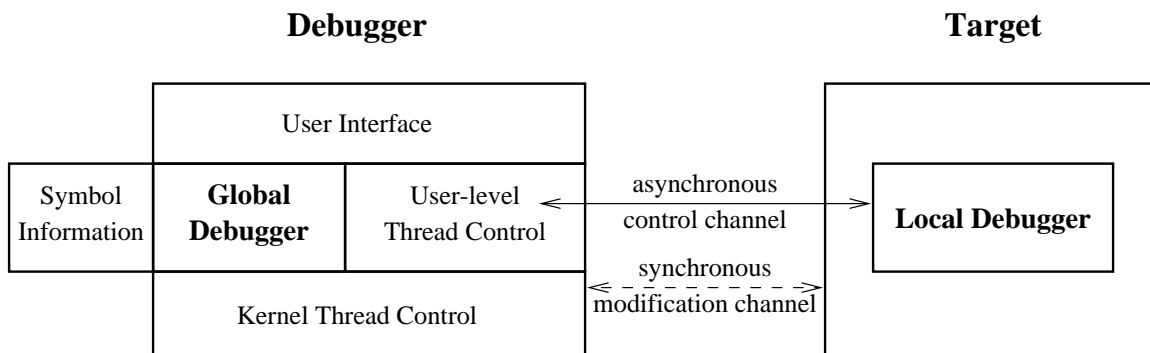 Debugger
Target
User Interface
Symbol
Information
Global
Debugger
User-level
Thread Control
asynchronous
control channel
Local Debugger
synchronous
modification channel
Kernel Thread Control